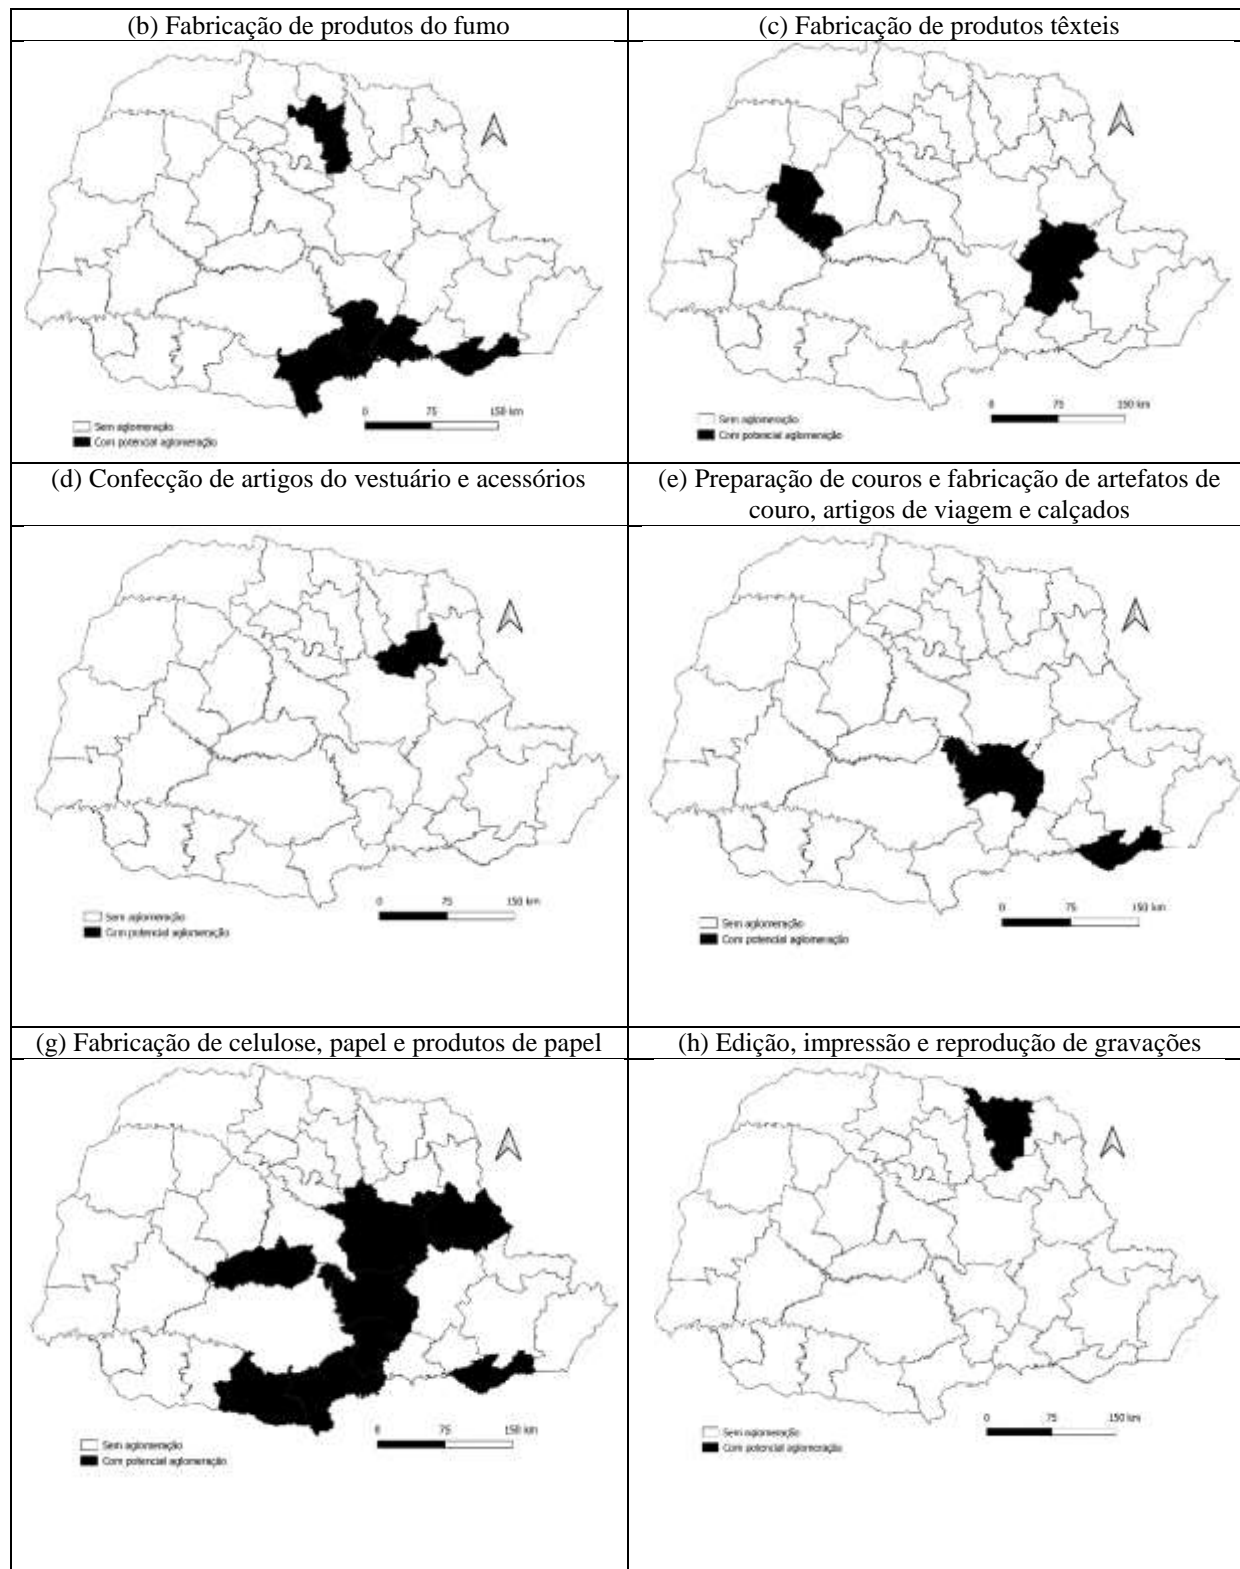 (b) Fabricação de produtos do fumo
(c) Fabricação de produtos têxteis
0 75 150 km
Sem aglomeração
Com potencial aglomeração
0 75 150 km
Sem aglomeração
Com potencial aglomeração
(d) Confecção de artigos do vestuário e acessórios
(e) Preparação de couros e fabricação de artefatos de
couro, artigos de viagem e calçados
0 75 150 km
Sem aglomeração
Com potencial aglomeração
0 75 150 km
Sem aglomeração
Com potencial aglomeração
(g) Fabricação de celulose, papel e produtos de papel
(h) Edição, impressão e reprodução de gravações
0 75 150 km
Sem aglomeração
Com potencial aglomeração
0 75 150 km
Sem aglomeração
Com potencial aglomeração